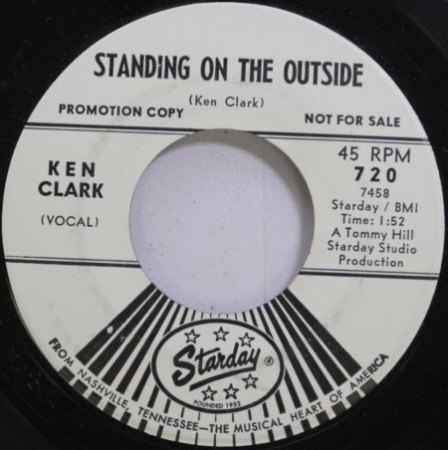 STANDING ON THE OUTSIDE
(Ken Clark)
PROMOTION COPY
NOT FOR SALE
KEN
CLARK
(VOCAL)
45 RPM
720
7458
Starday / BMI
Time: 1:52
A Tommy Hill
Starday Studio
Production
Starday ®
FOUNDED 1952
FROM NASHVILLE, TENNESSEE—THE MUSICAL HEART OF AMERICA